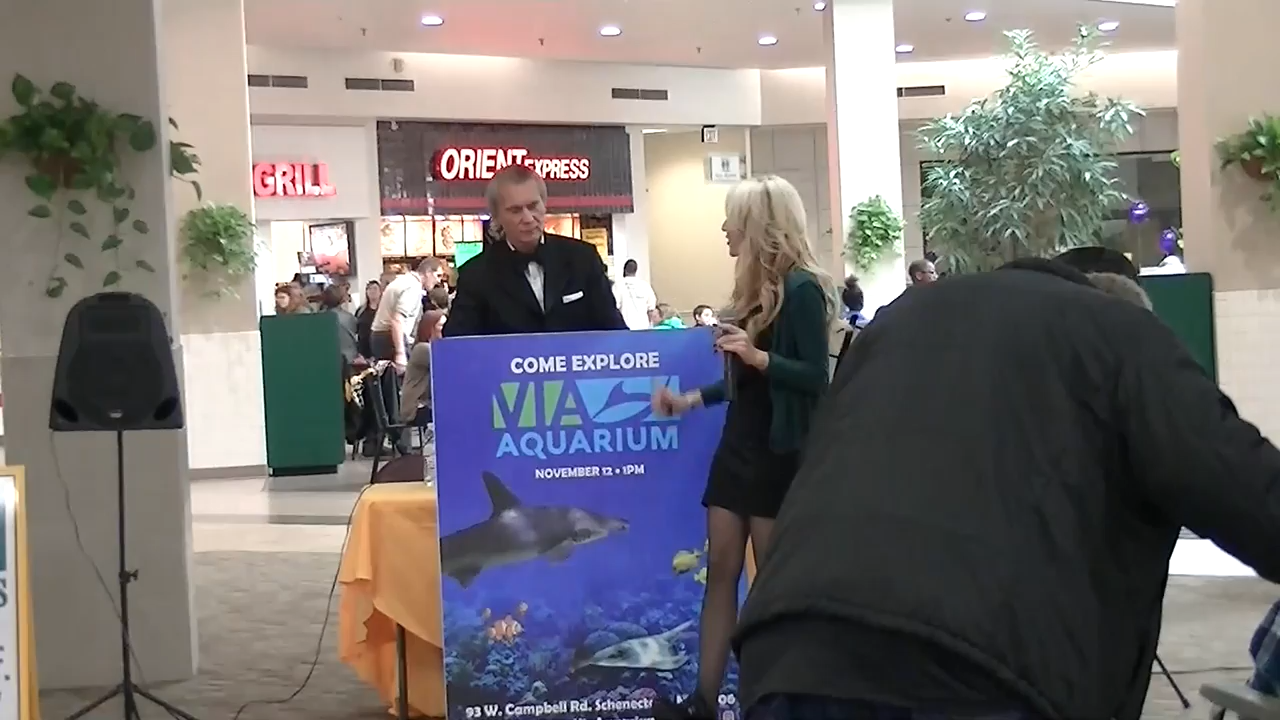 GRILL
ORIENT EXPRESS
COME EXPLORE
VIA
AQUARIUM
NOVEMBER 12 • 1PM
93 W. Campbell Rd. Schenect